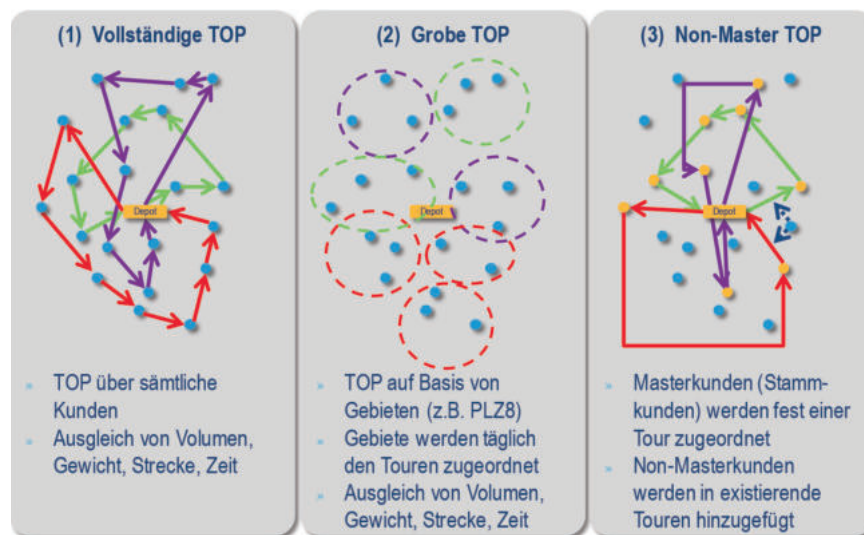 (1) Vollständige TOP
Depot
» TOP über sämtliche
Kunden
» Ausgleich von Volumen,
Gewicht, Strecke, Zeit
(2) Grobe TOP
Depot
» TOP auf Basis von
Gebieten (z.B. PLZ8)
» Gebiete werden täglich
den Touren zugeordnet
» Ausgleich von Volumen,
Gewicht, Strecke, Zeit
(3) Non-Master TOP
Depot
» Masterkunden (Stamm-
kunden) werden fest einer
Tour zugeordnet
» Non-Masterkunden
werden in existierende
Touren hinzugefügt